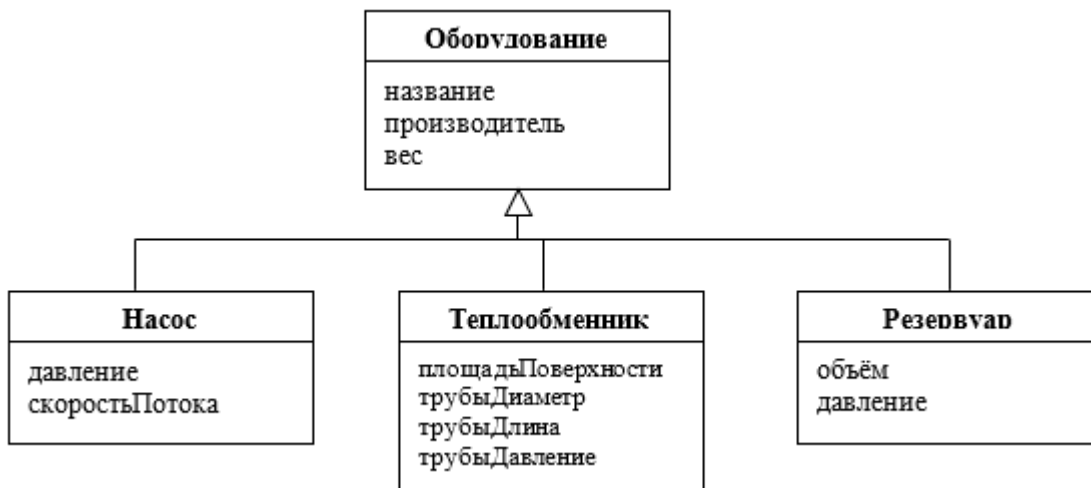 Оборудование
название
производитель
вес
Насос
давление
скоростьПотока
Теплообменник
площадьПоверхности
трубыДиаметр
трубыДлина
трубыДавление
Резервуар
объём
давление